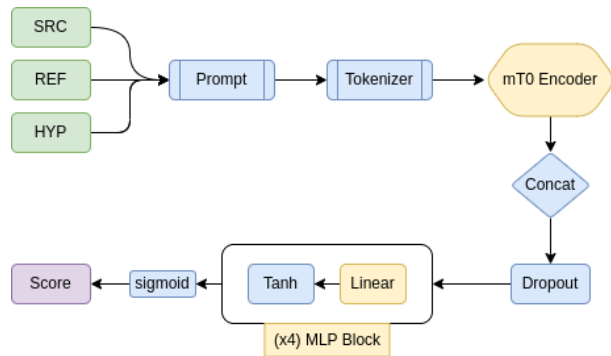 SRC
REF
HYP
Prompt
Tokenizer
mT0 Encoder
Concat
Dropout
Linear
Tanh
(x4) MLP Block
sigmoid
Score